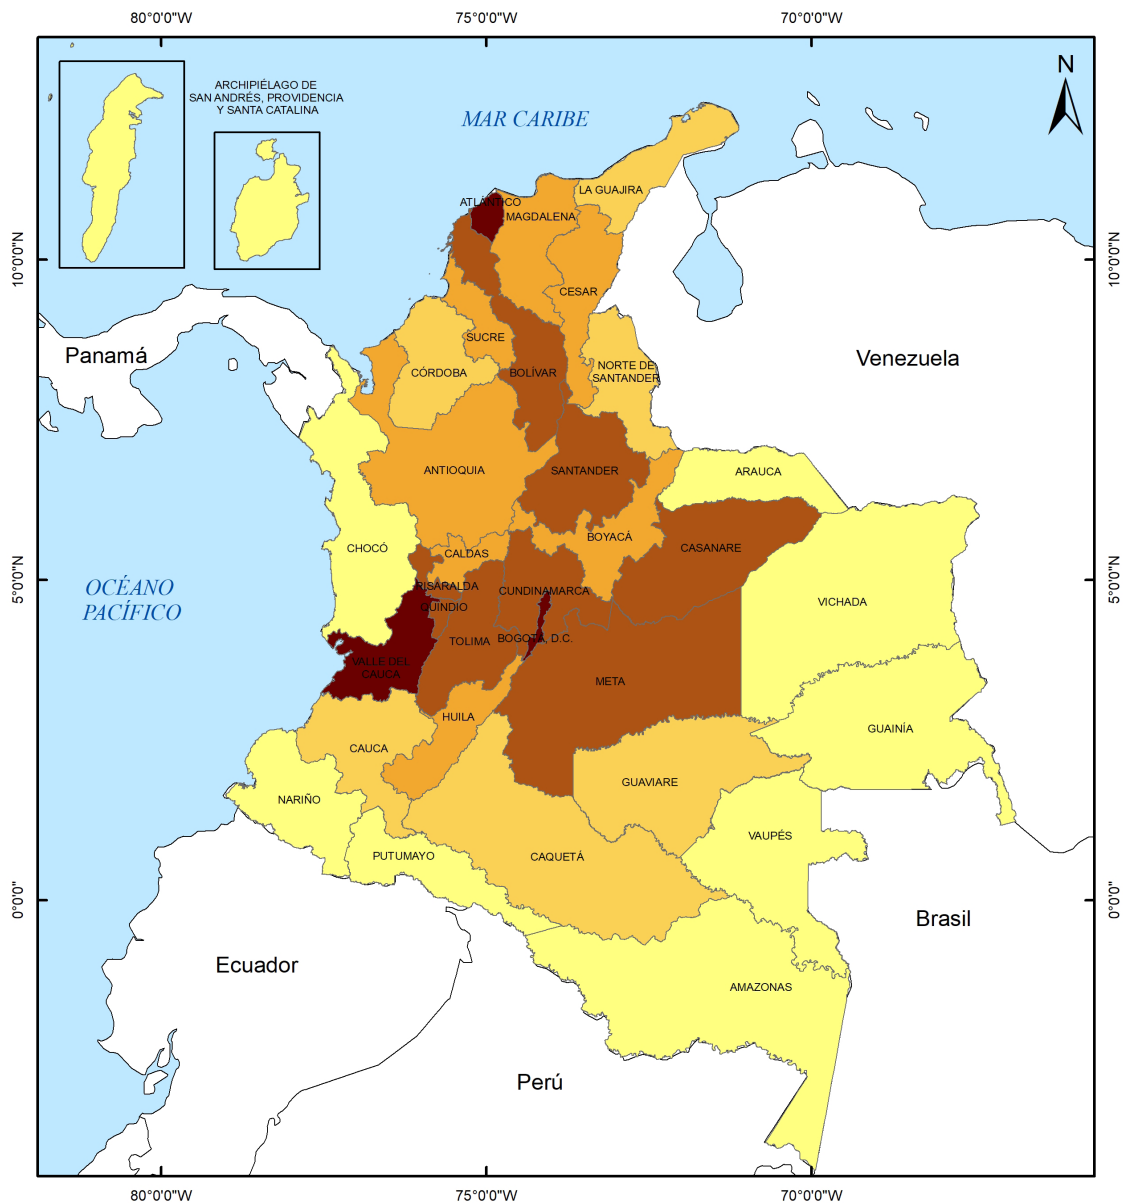 80°0'0"W 75°0'0"W 70°0'0"W
N
ARCHIPIÉLAGO DE
SAN ANDRÉS, PROVIDENCIA
Y SANTA CATALINA
MAR CARIBE
LA GUAJIRA
ATLÁNTICO
MAGDALENA
10°0'0"N
10°0'0"N
CESAR
SUCRE
Panamá
Venezuela
CÓRDOBA
BOLÍVAR
NORTE DE
SANTANDER
ANTIOQUIA
SANTANDER
ARAUCA
BOYACÁ
CHOCÓ
CALDAS
CASANARE
5°0'0"N
5°0'0"N
OCÉANO
PACÍFICO
RISARALDA
CUNDINAMARCA
QUINDIO
VICHADA
TOLIMA
BOGOTÁ, D.C.
VALLE DEL
CAUCA
META
HUILA
GUAINÍA
CAUCA
GUAVIARE
NARIÑO
VAUPÉS
PUTUMAYO
CAQUETÁ
0°0'0"
0°0'0"
Brasil
Ecuador
AMAZONAS
Perú
80°0'0"W 75°0'0"W 70°0'0"W